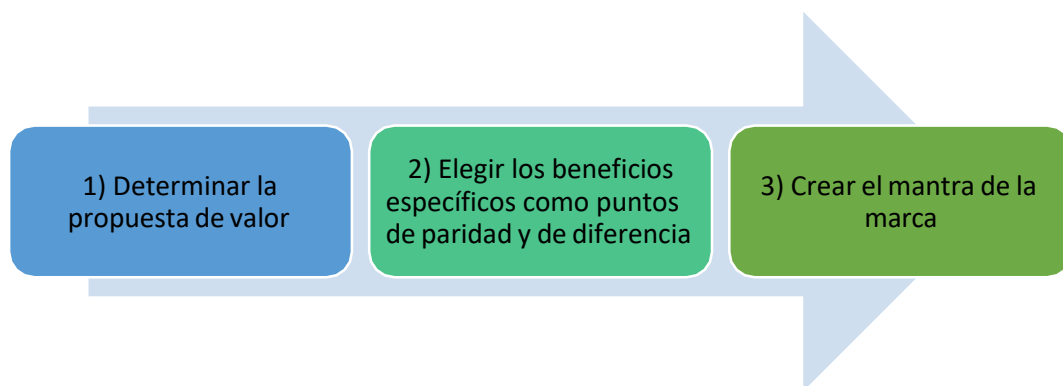 1) Determinar la
propuesta de valor
2) Elegir los beneficios
específicos como puntos
de paridad y de diferencia
3) Crear el mantra de la
marca